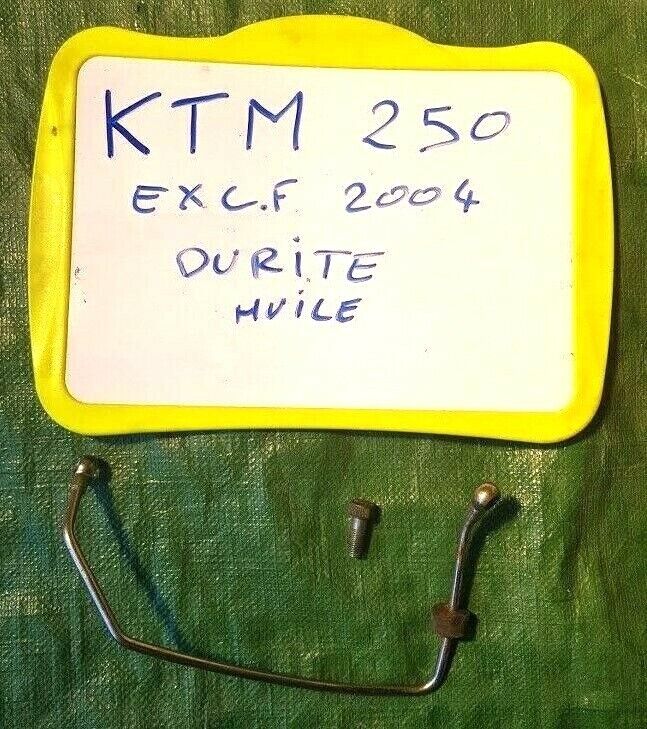 KTM 250
EXC.F 2004
DURiTE
HUiLE